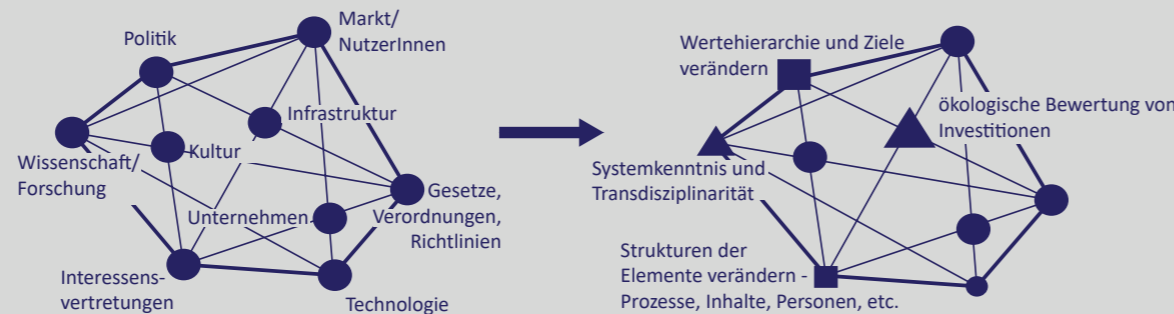 Markt/
NutzerInnen
Politik
Infrastruktur
Kultur
Wissenschaft/
Forschung
Gesetze,
Verordnungen,
Richtlinien
Unternehmen
Interessens-
vertretungen
Technologie
Wertehierarchie und Ziele
verändern
ökologische Bewertung von
Investitionen
Systemkenntnis und
Transdisziplinarität
Strukturen der
Elemente verändern -
Prozesse, Inhalte, Personen, etc.